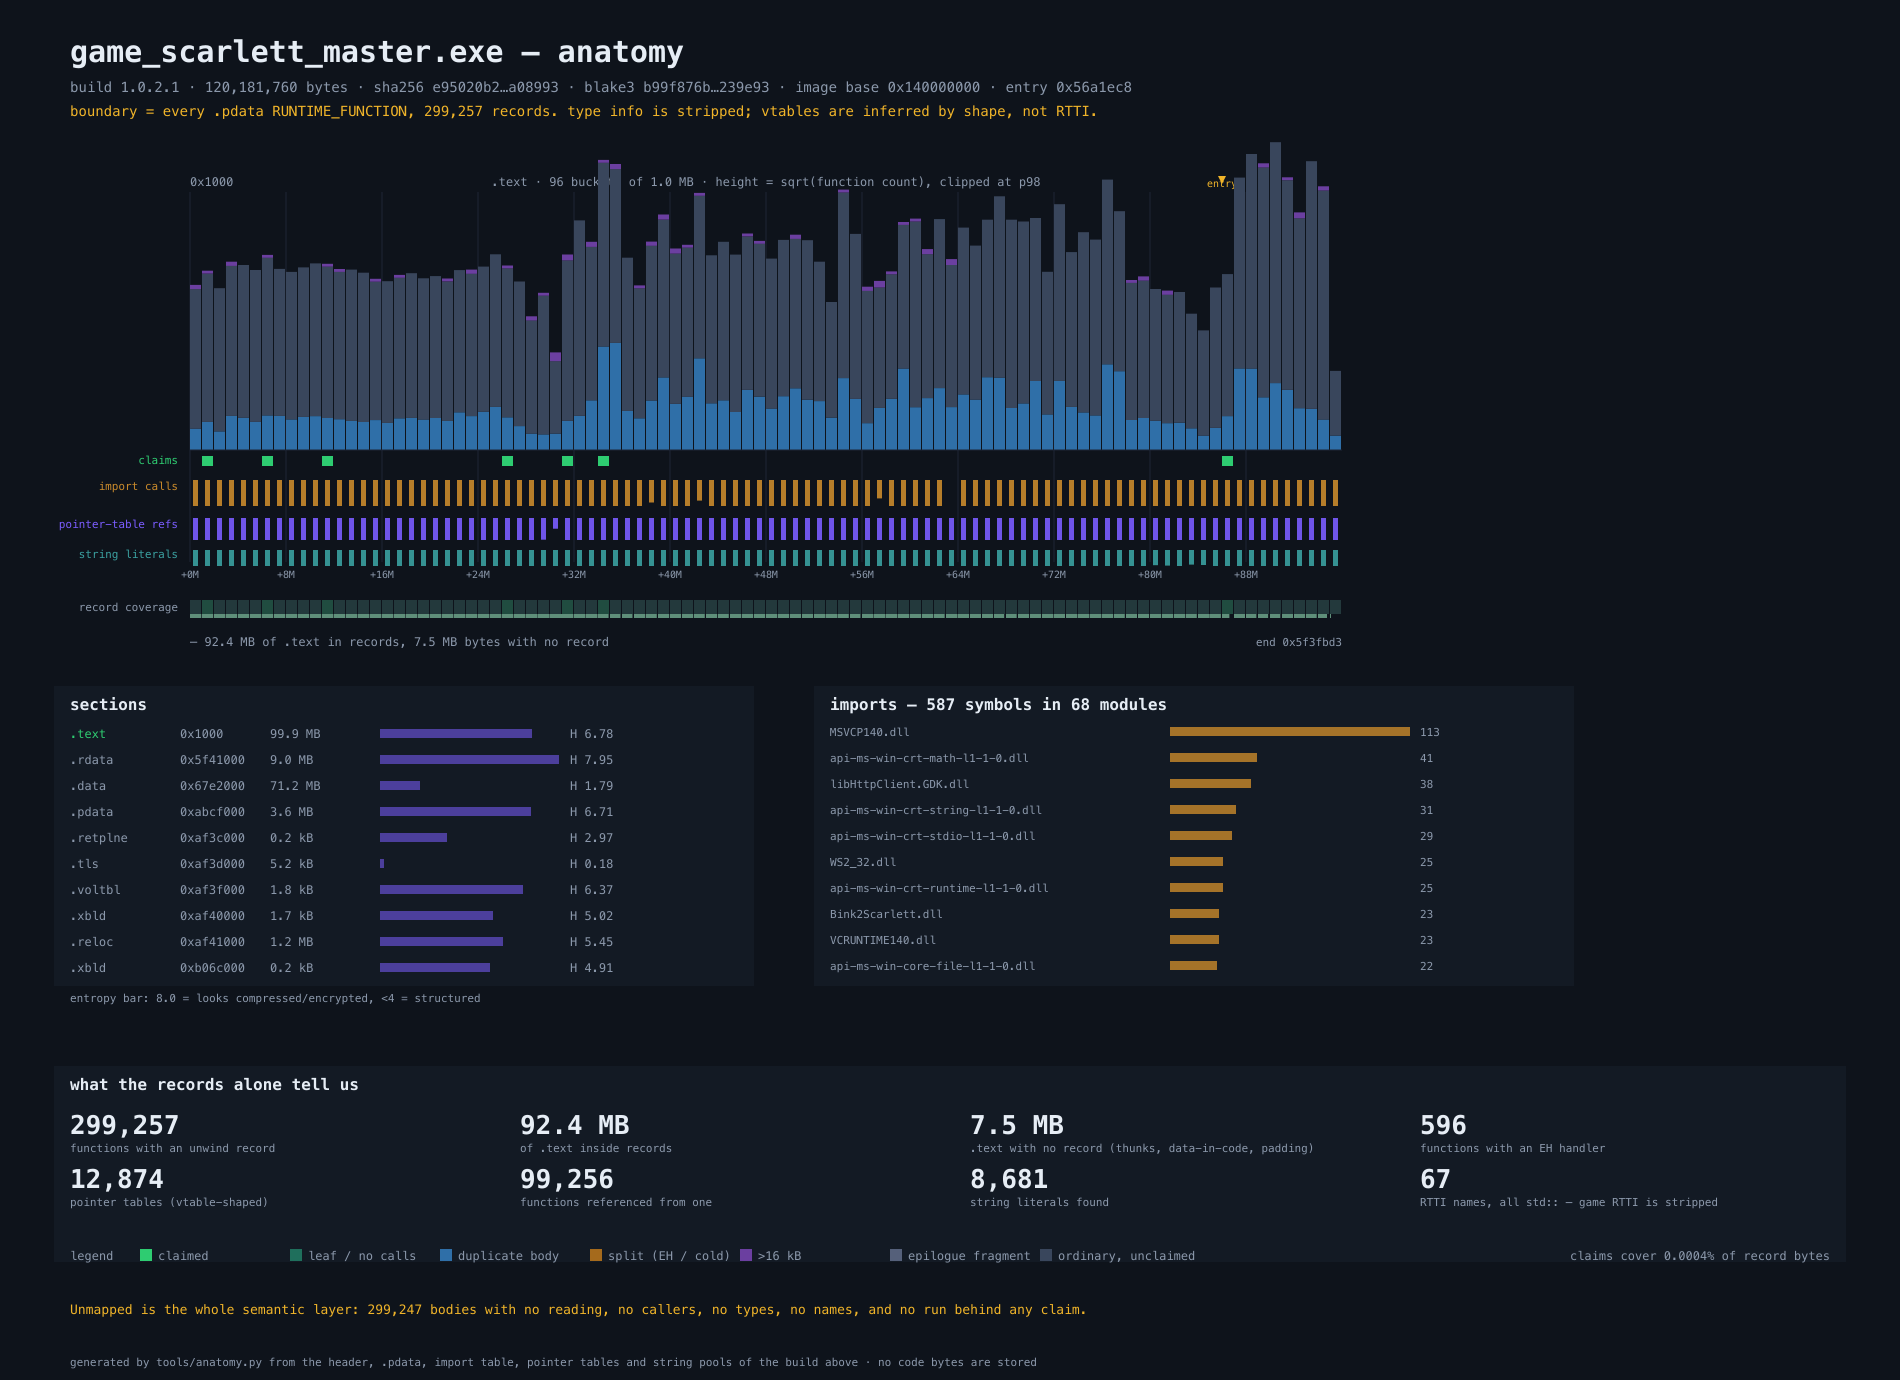 game_scarlett_master.exe — anatomy
build 1.0.2.1 · 120,181,760 bytes · sha256 e95020b2…a08993 · blake3 b99f876b…239e93 · image base 0x140000000 · entry 0x56a1ec8
boundary = every .pdata RUNTIME_FUNCTION, 299,257 records. type info is stripped; vtables are inferred by shape, not RTTI.
0x1000 .text · 96 buck of 1.0 MB · height = sqrt(function count), clipped at p98 entry
claims
import calls
pointer-table refs
string literals
+0M +8M +16M +24M +32M +40M +48M +56M +64M +72M +80M +88M
record coverage
— 92.4 MB of .text in records, 7.5 MB bytes with no record end 0x5f3fbd3
sections
.text 0x1000 99.9 MB H 6.78
.rdata 0x5f41000 9.0 MB H 7.95
.data 0x67e2000 71.2 MB H 1.79
.pdata 0xabcf000 3.6 MB H 6.71
.retplne 0xaf3c000 0.2 kB H 2.97
.tls 0xaf3d000 5.2 kB H 0.18
.voltbl 0xaf3f000 1.8 kB H 6.37
.xbld 0xaf40000 1.7 kB H 5.02
.reloc 0xaf41000 1.2 MB H 5.45
.xbld 0xb06c000 0.2 kB H 4.91
entropy bar: 8.0 = looks compressed/encrypted, <4 = structured
imports — 587 symbols in 68 modules
MSVCP140.dll 113
api-ms-win-crt-math-l1-1-0.dll 41
libHttpClient.GDK.dll 38
api-ms-win-crt-string-l1-1-0.dll 31
api-ms-win-crt-stdio-l1-1-0.dll 29
WS2_32.dll 25
api-ms-win-crt-runtime-l1-1-0.dll 25
Bink2Scarlett.dll 23
VCRUNTIME140.dll 23
api-ms-win-core-file-l1-1-0.dll 22
what the records alone tell us
299,257 92.4 MB 7.5 MB 596
functions with an unwind record of .text inside records .text with no record (thunks, data-in-code, padding) functions with an EH handler
12,874 99,256 8,681 67
pointer tables (vtable-shaped) functions referenced from one string literals found RTTI names, all std:: — game RTTI is stripped
legend claimed leaf / no calls duplicate body split (EH / cold) >16 kB epilogue fragment ordinary, unclaimed claims cover 0.0004% of record bytes
Unmapped is the whole semantic layer: 299,247 bodies with no reading, no callers, no types, no names, and no run behind any claim.
generated by tools/anatomy.py from the header, .pdata, import table, pointer tables and string pools of the build above · no code bytes are stored